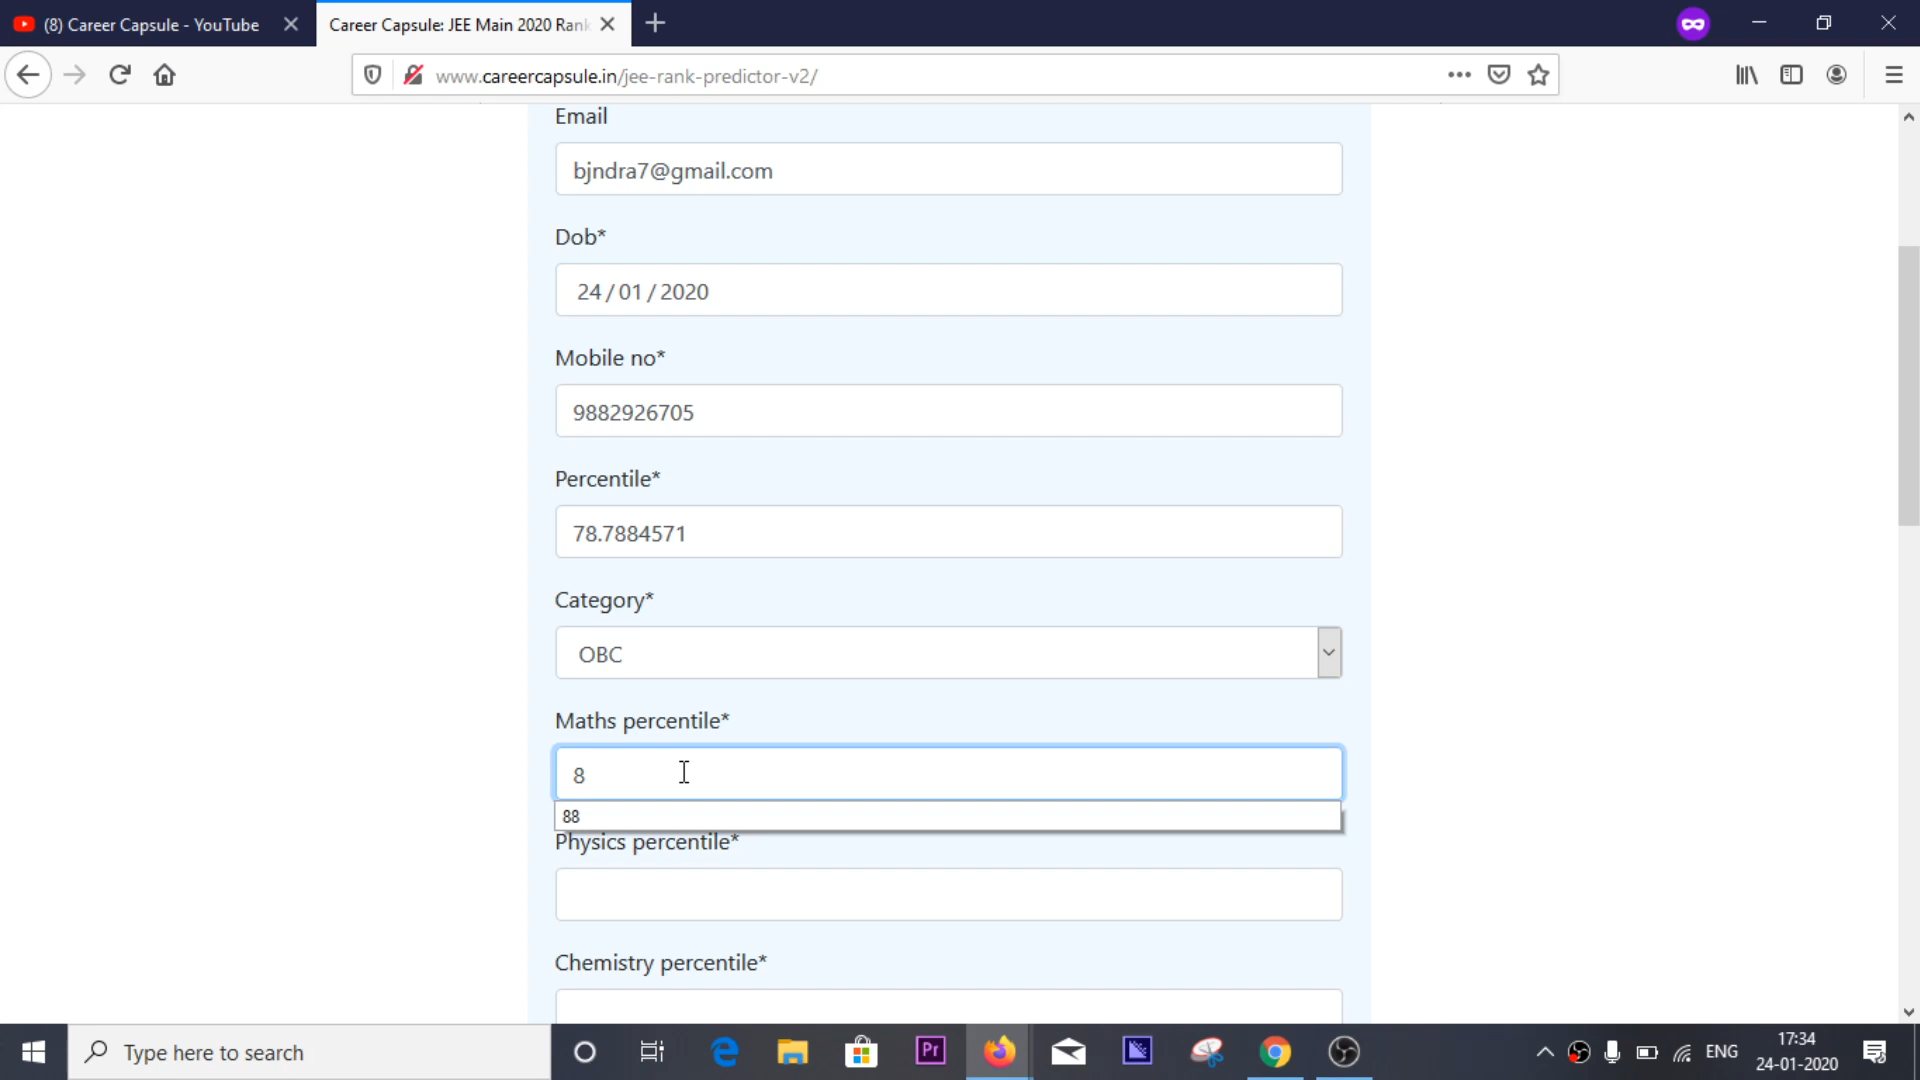 (8) Career Capsule - YouTube
Career Capsule: JEE Main 2020 Rank
www.careercapsule.in/jee-rank-predictor-v2/
Email
bjndra7@gmail.com
Dob*
24 / 01 / 2020
Mobile no*
9882926705
Percentile*
78.7884571
Category*
OBC
Maths percentile*
8
88
Physics percentile*
Chemistry percentile*
Type here to search
Pr
ENG
17:34
24-01-2020